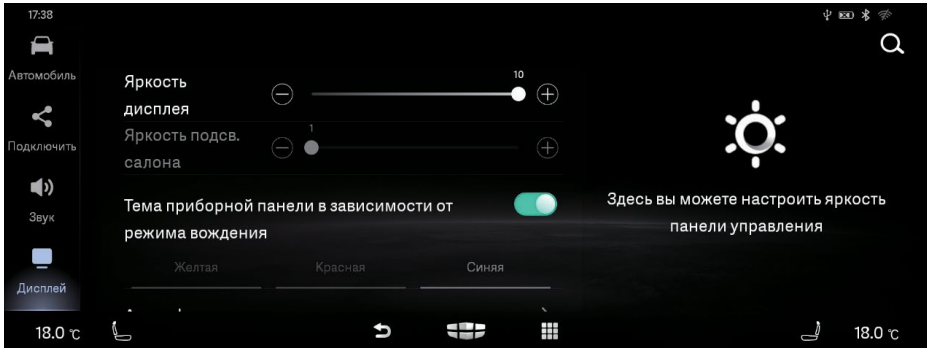 17:38
Автомобиль
Яркость
дисплея
10
Яркость подсв.
салона
1
Подключить
Звук
Тема приборной панели в зависимости от
режима вождения
Желтая Красная Синяя
Дисплей
Здесь вы можете настроить яркость
панели управления
18.0 °C
18.0 °C